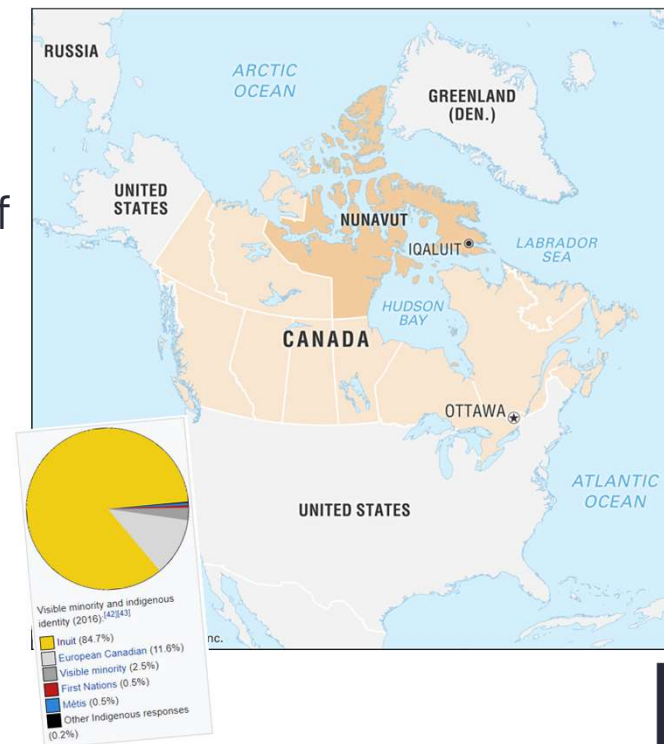 f
RUSSIA
ARCTIC
OCEAN
GREENLAND
(DEN.)
UNITED
STATES
NUNAVUT
IQALUIT
LABRADOR
SEA
HUDSON
BAY
CANADA
OTTAWA
UNITED STATES
ATLANTIC
OCEAN
nc.
Visible minority and indigenous
identity (2016):[42][43]
Inuit (84.7%)
European Canadian (11.6%)
Visible minority (2.5%)
First Nations (0.5%)
Métis (0.5%)
Other Indigenous responses
(0.2%)